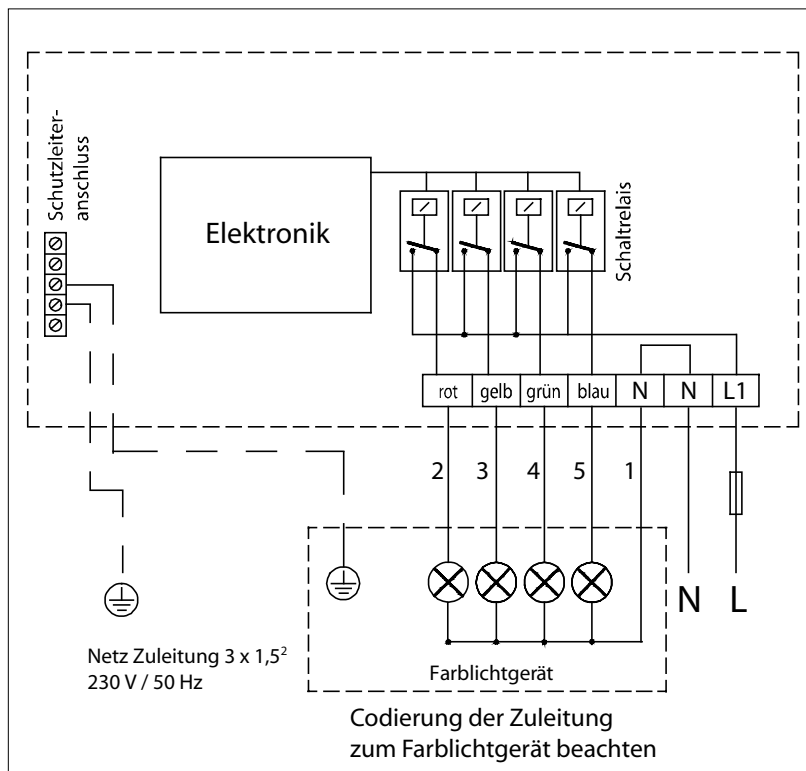 Schutzleiter-
anschluss
Elektronik
Schaltrelais
rot gelb grün blau N N L1
2 3 4 5 1
N L
Netz Zuleitung 3 x 1,5²
230 V / 50 Hz
Farblichtgerät
Codierung der Zuleitung
zum Farblichtgerät beachten